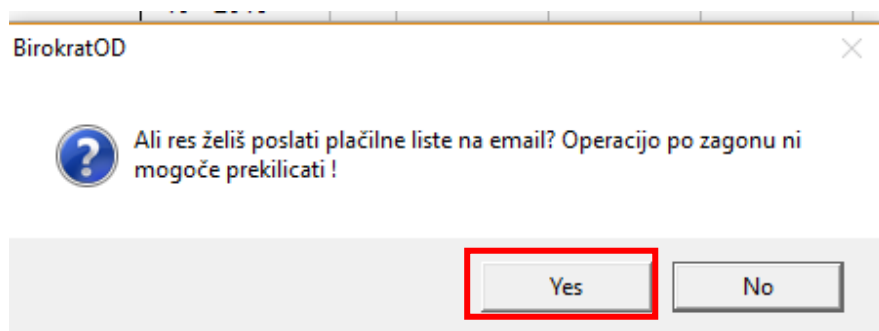 BirokratOD
Ali res želiš poslati plačilne liste na email? Operacijo po zagonu ni
mogoče prekilicati !
Yes
No